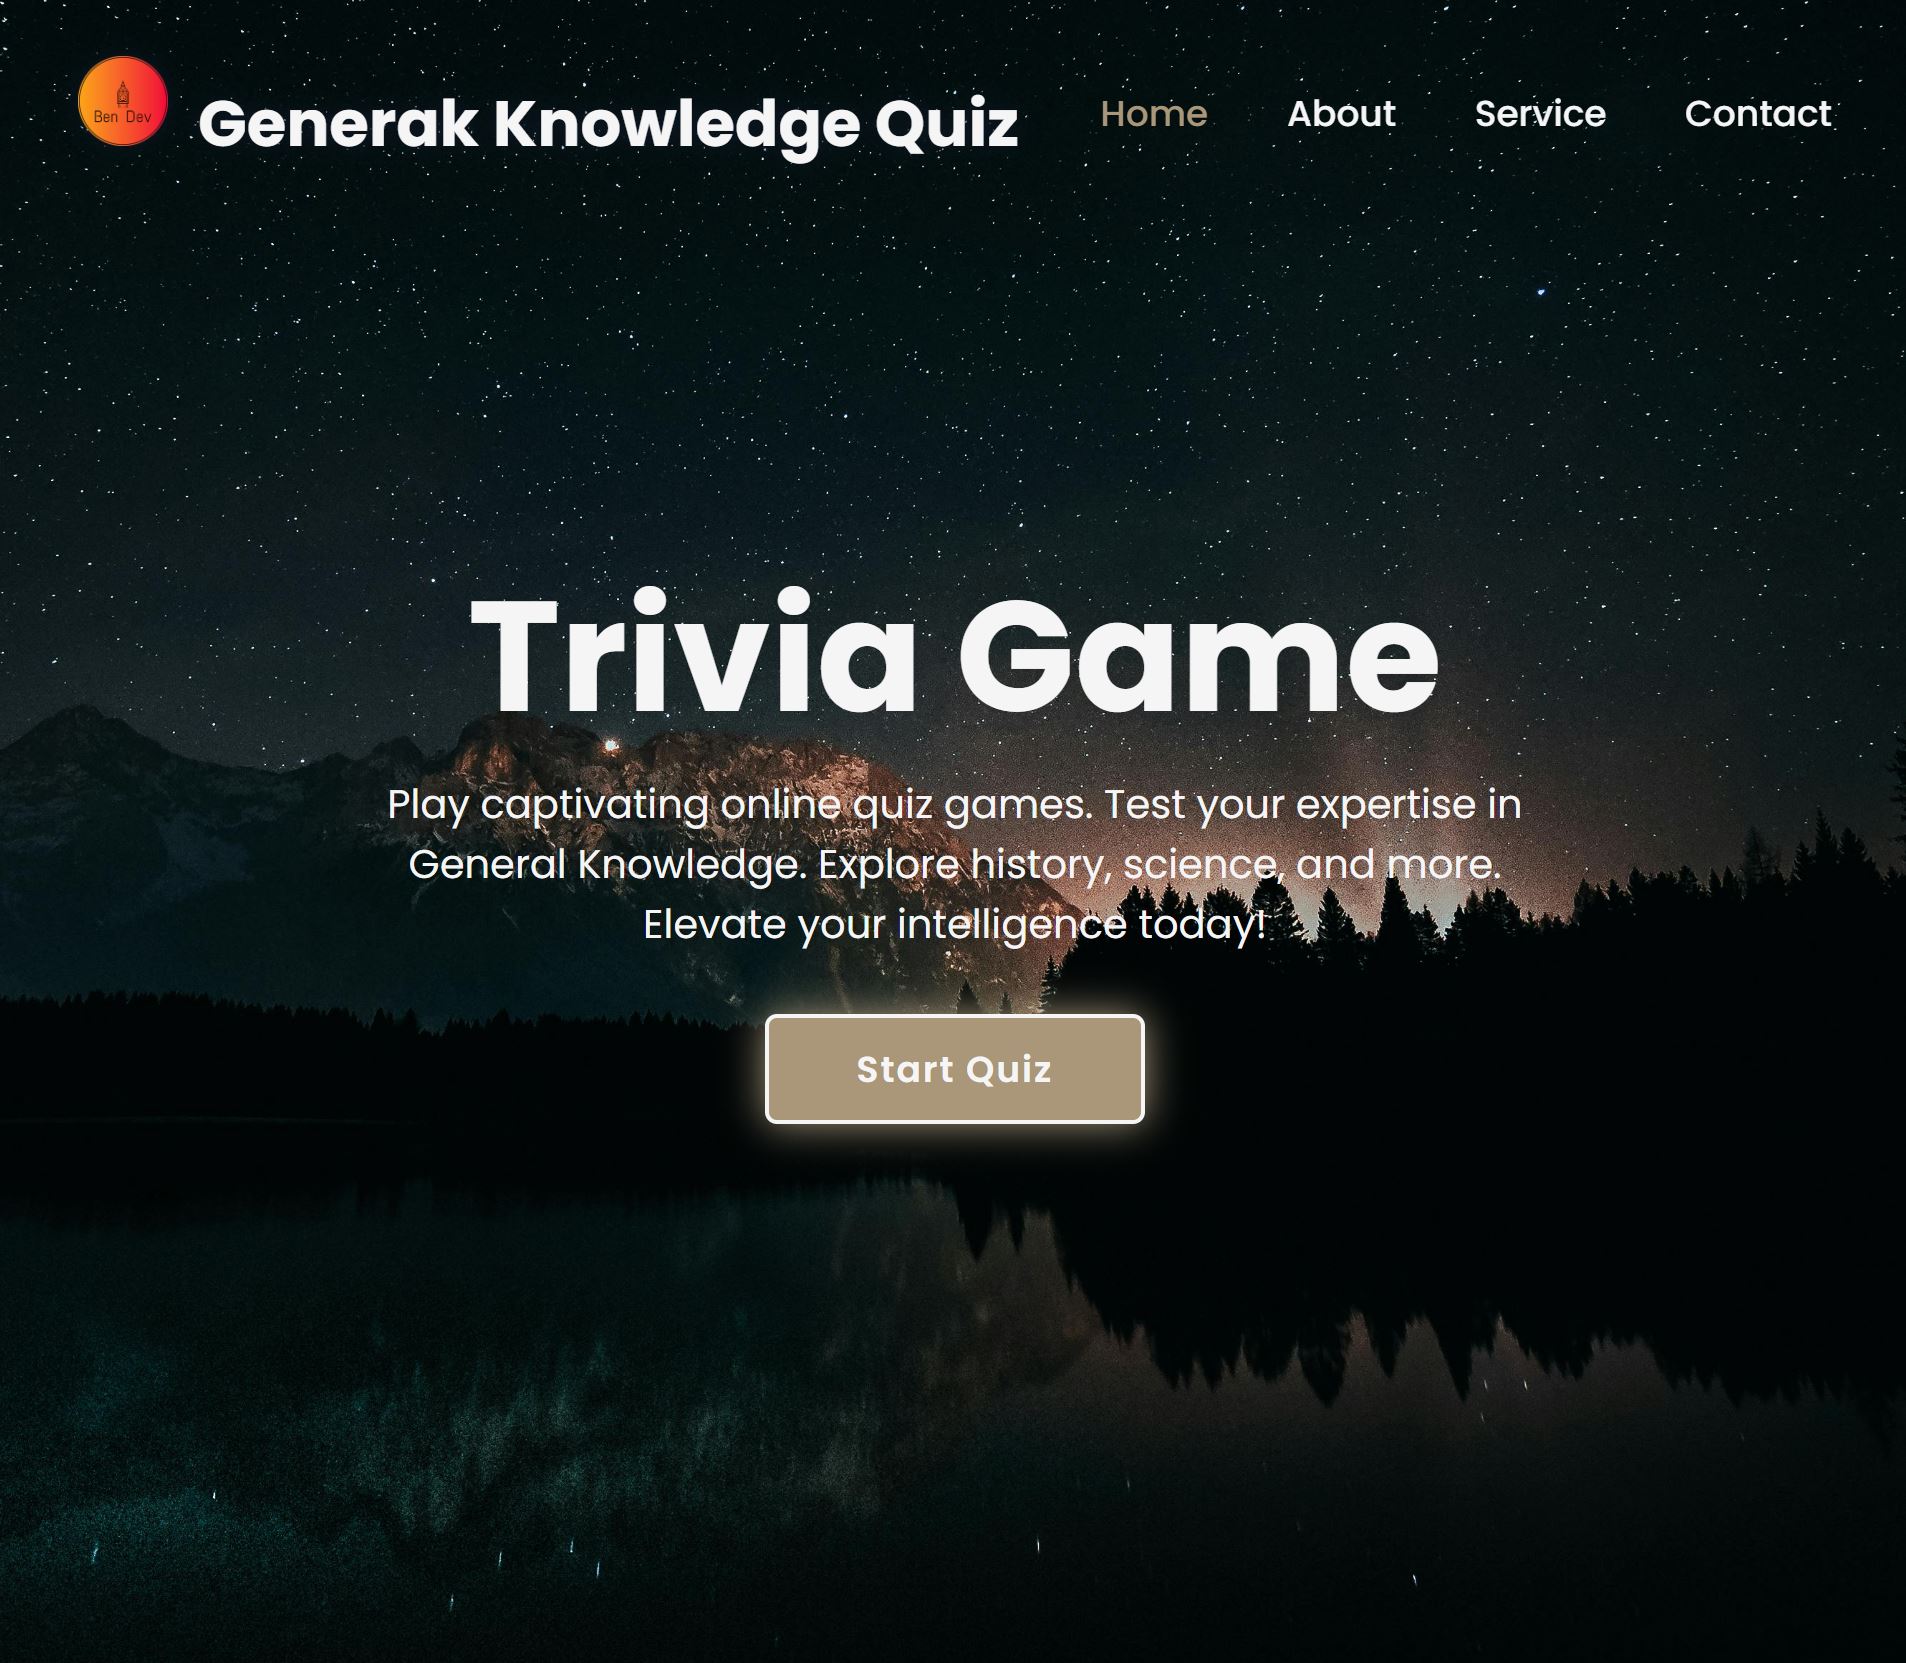 Ben Dev
Generak Knowledge Quiz
Home
About
Service
Contact
Trivia Game
Play captivating online quiz games. Test your expertise in
General Knowledge. Explore history, science, and more.
Elevate your intelligence today!
Start Quiz